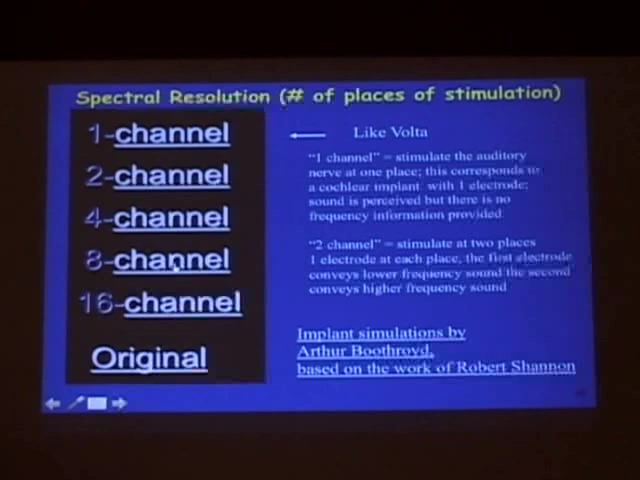 Spectral Resolution (# of places of stimulation)
1-channel
2-channel
4-channel
8-channel
16-channel
Original
Like Volta
"1 channel" = stimulate the auditory
nerve at one place; this corresponds to
a cochlear implant with 1 electrode;
sound is perceived but there is no
frequency information provided
"2 channel" = stimulate at two places
1 electrode at each place, the first electrode
conveys lower frequency sound the second
conveys higher frequency sound
Implant simulations by
Arthur Boothroyd,
based on the work of Robert Shannon